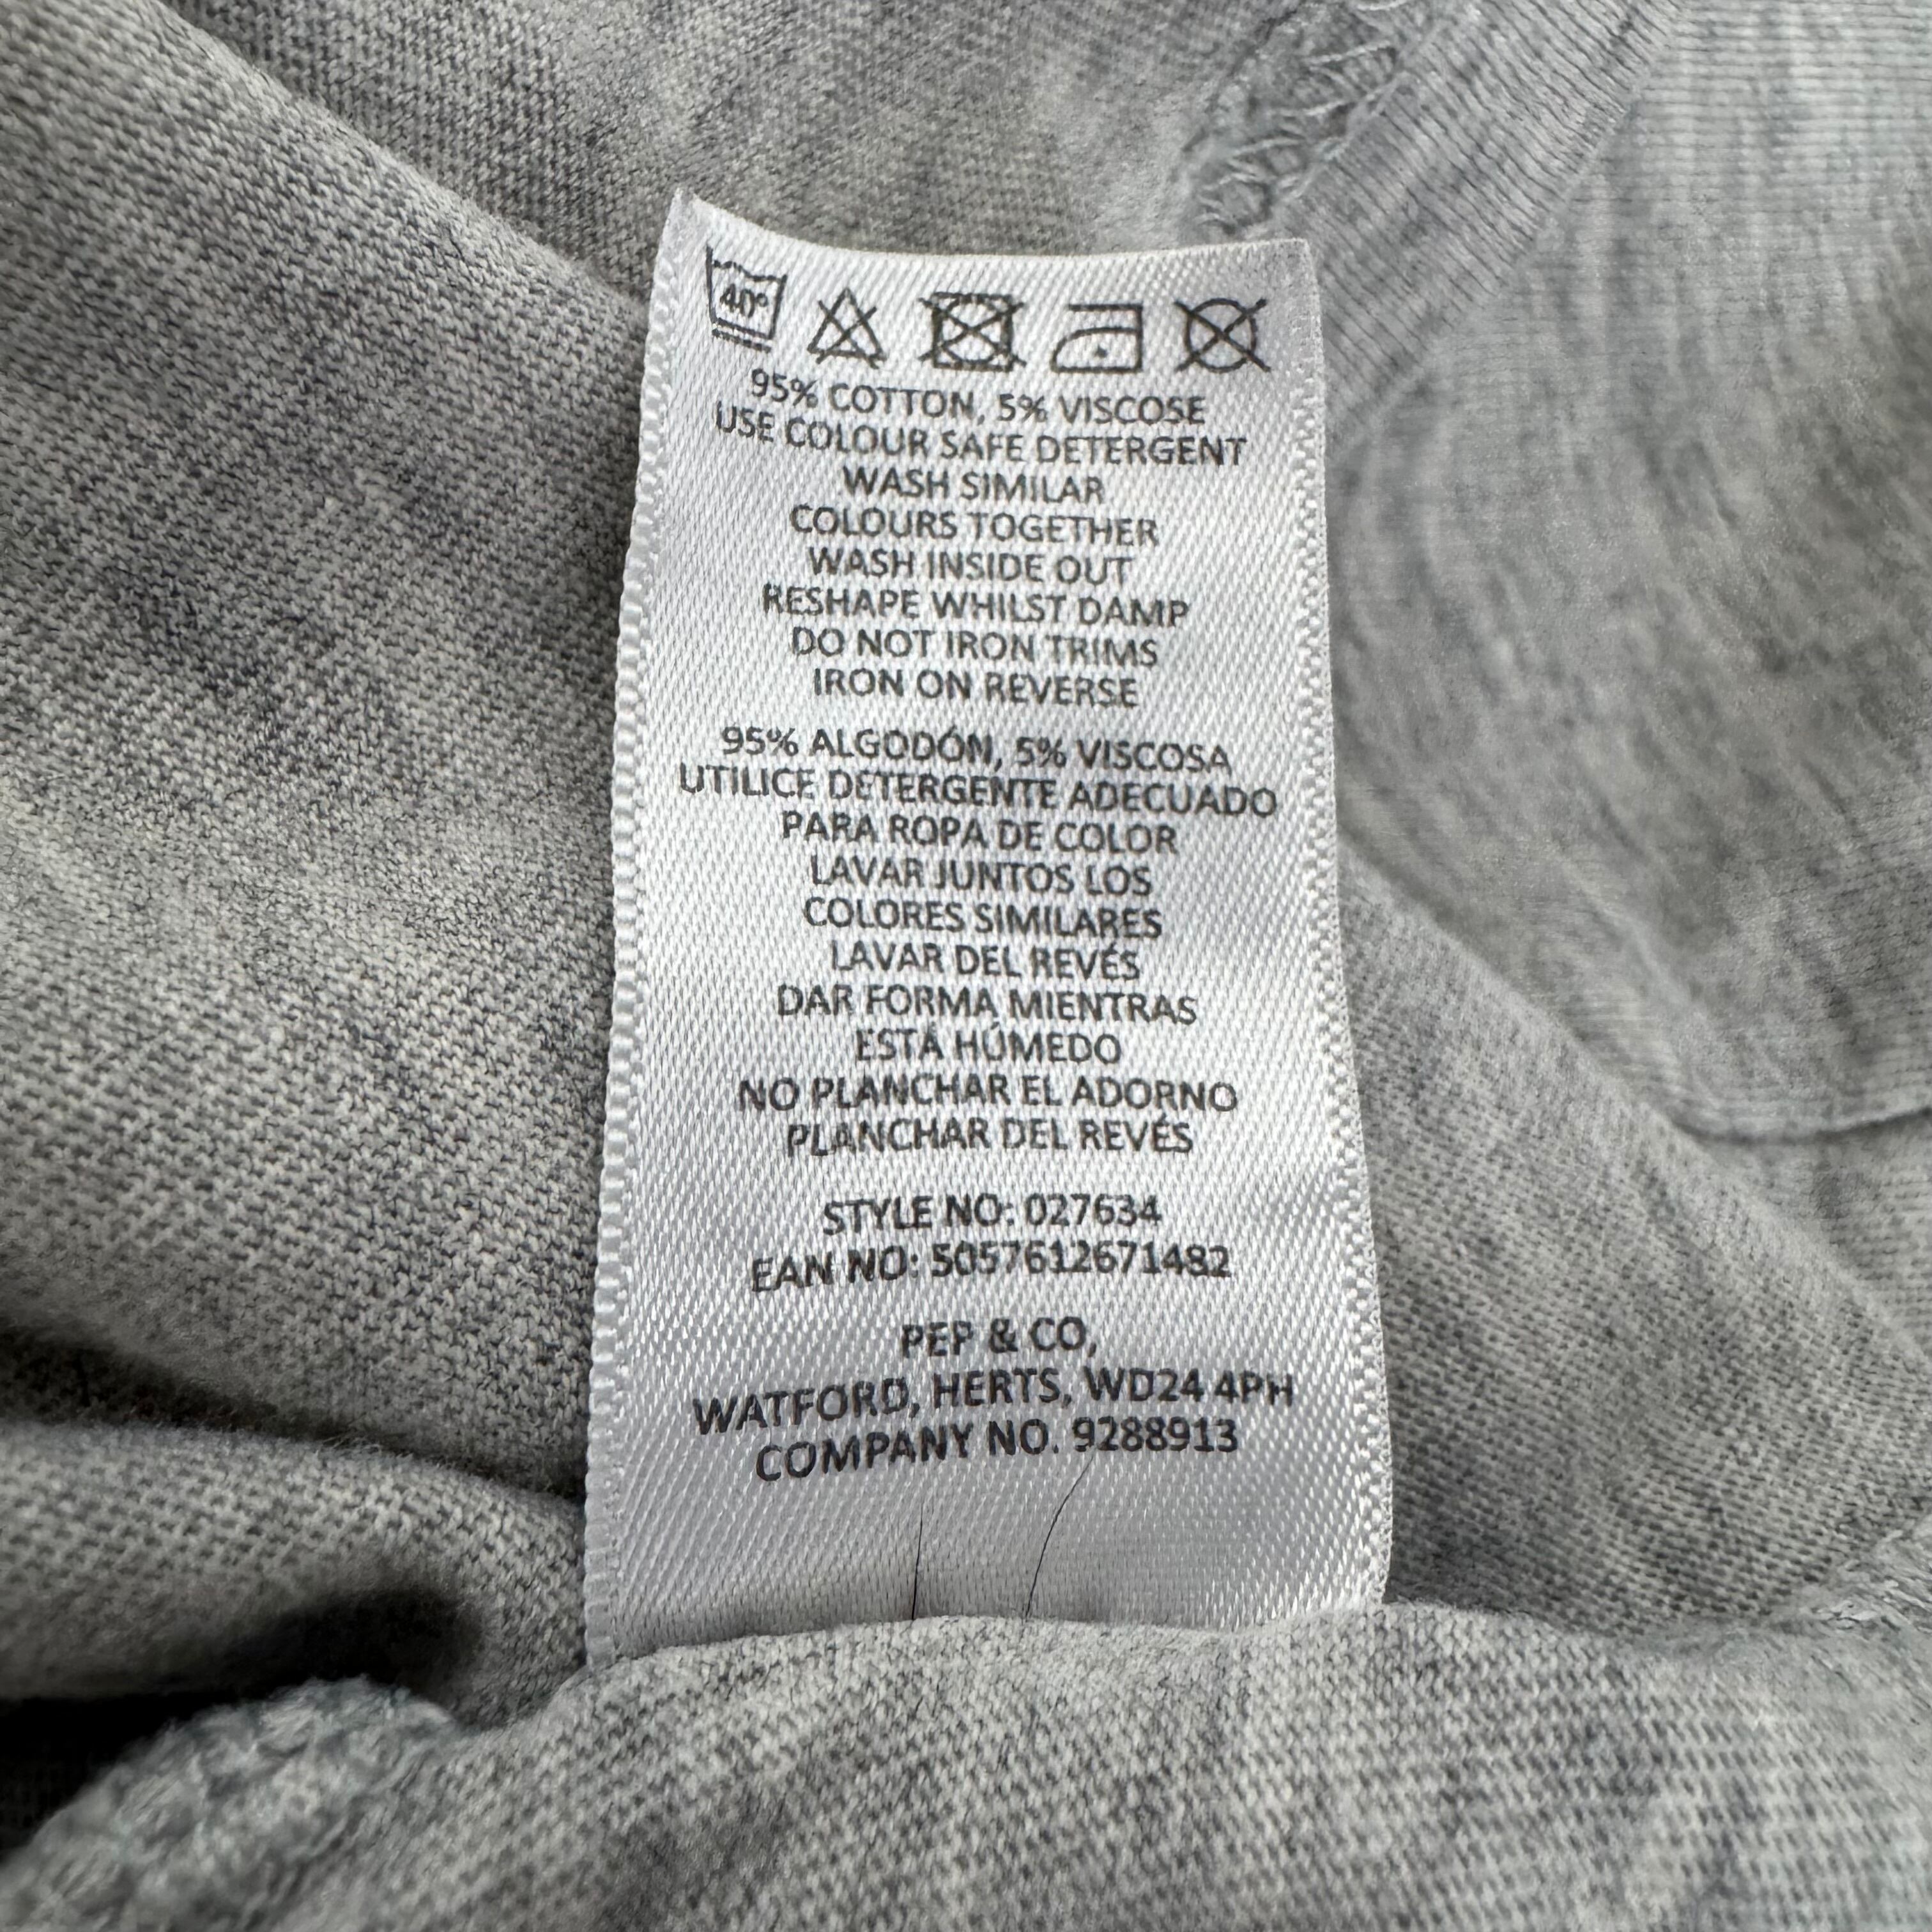 40°
95% COTTON, 5% VISCOSE
USE COLOUR SAFE DETERGENT
WASH SIMILAR
COLOURS TOGETHER
WASH INSIDE OUT
RESHAPE WHILST DAMP
DO NOT IRON TRIMS
IRON ON REVERSE
95% ALGODÓN, 5% VISCOSA
UTILICE DETERGENTE ADECUADO
PARA ROPA DE COLOR
LAVAR JUNTOS LOS
COLORES SIMILARES
LAVAR DEL REVÉS
DAR FORMA MIENTRAS
ESTÁ HÚMEDO
NO PLANCHAR EL ADORNO
PLANCHAR DEL REVÉS
STYLE NO: 027634
EAN NO: 5057612671482
PEP & CO,
WATFORD, HERTS, WD24 4PH
COMPANY NO. 9288913